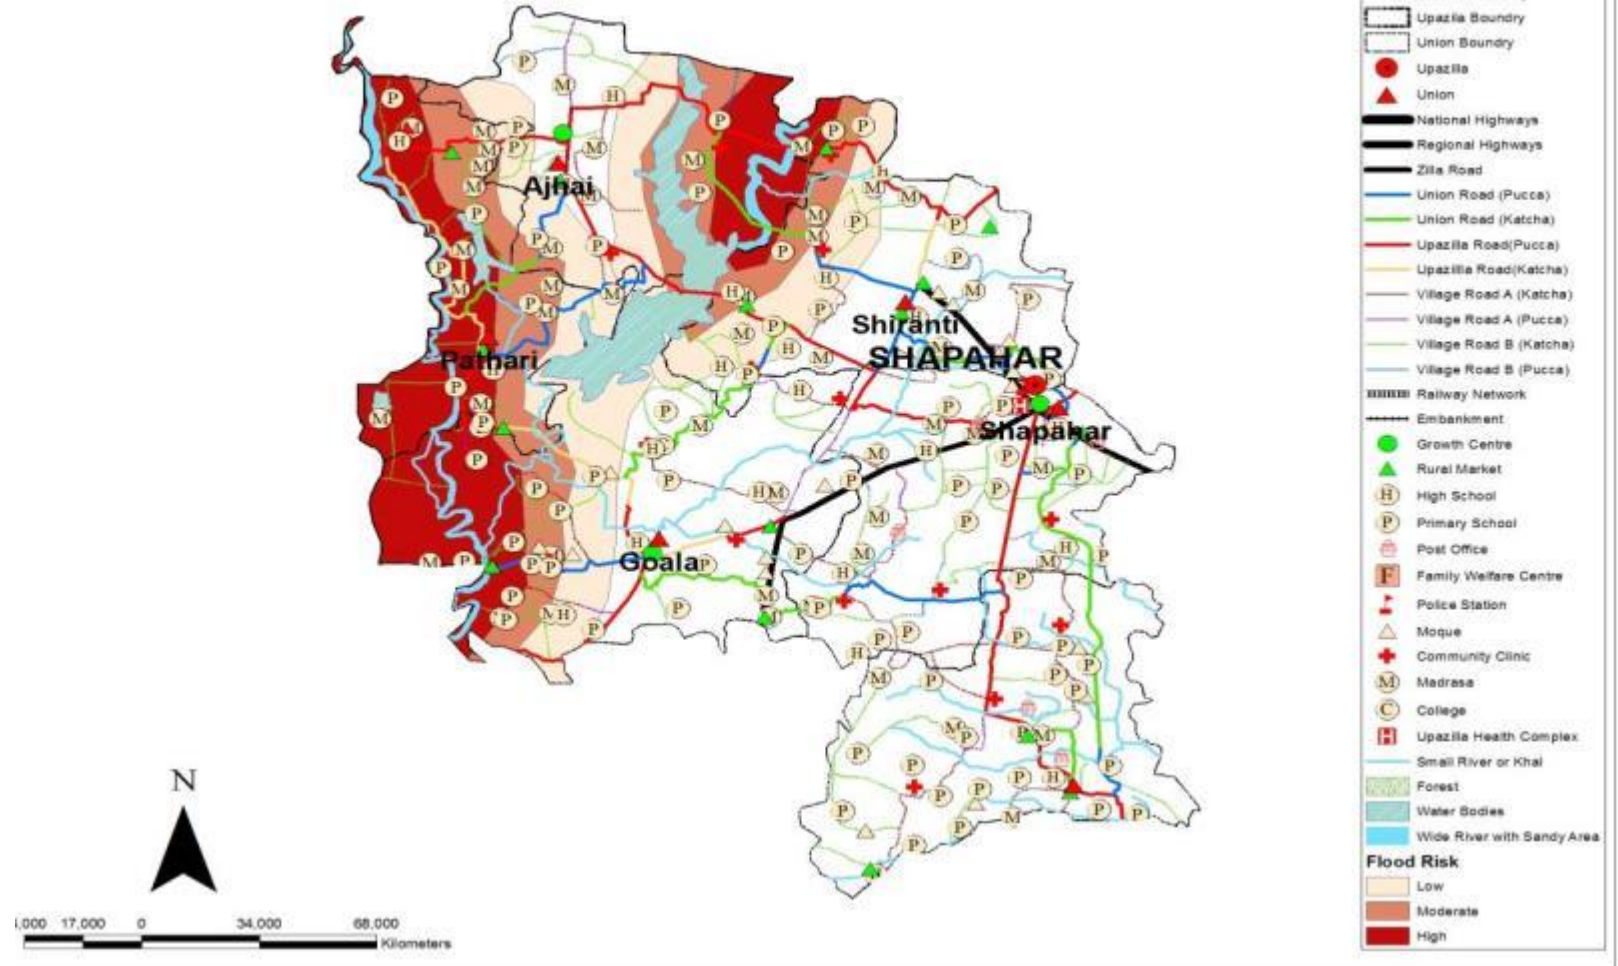 Upazila Boundry
Union Boundry
Upazilla
Union
National Highways
Regional Highways
Zilla Road
Union Road (Pucca)
Union Road (Katcha)
Upazilla Road(Pucca)
Upazillia Road(Katcha)
Village Road A (Katcha)
Village Road A (Pucca)
Village Road B (Katcha)
Village Road B (Pucca)
Railway Network
Embankment
Growth Centre
Rural Market
H High School
P Primary School
Post Office
F Family Welfare Centre
Police Station
Moque
Community Clinic
M Madrasa
C College
H Upazilla Health Complex
Small River or Khal
Forest
Water Bodies
Wide River with Sandy Area
Flood Risk
Low
Moderate
High
Ajhai
Shiranti
SHAPAHAR
Pathari
Shapahar
Goala
N
17,000 0 34,000 68,000
Kilometers